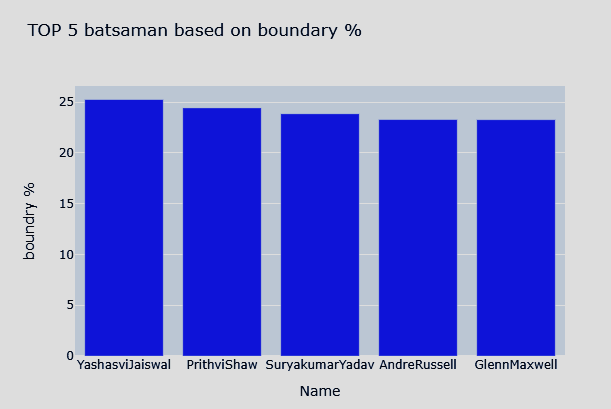 TOP 5 batsaman based on boundary %
25
20
15
10
5
0
boundry %
YashasviJaiswal PrithviShaw SuryakumarYadav AndreRussell GlennMaxwell
Name